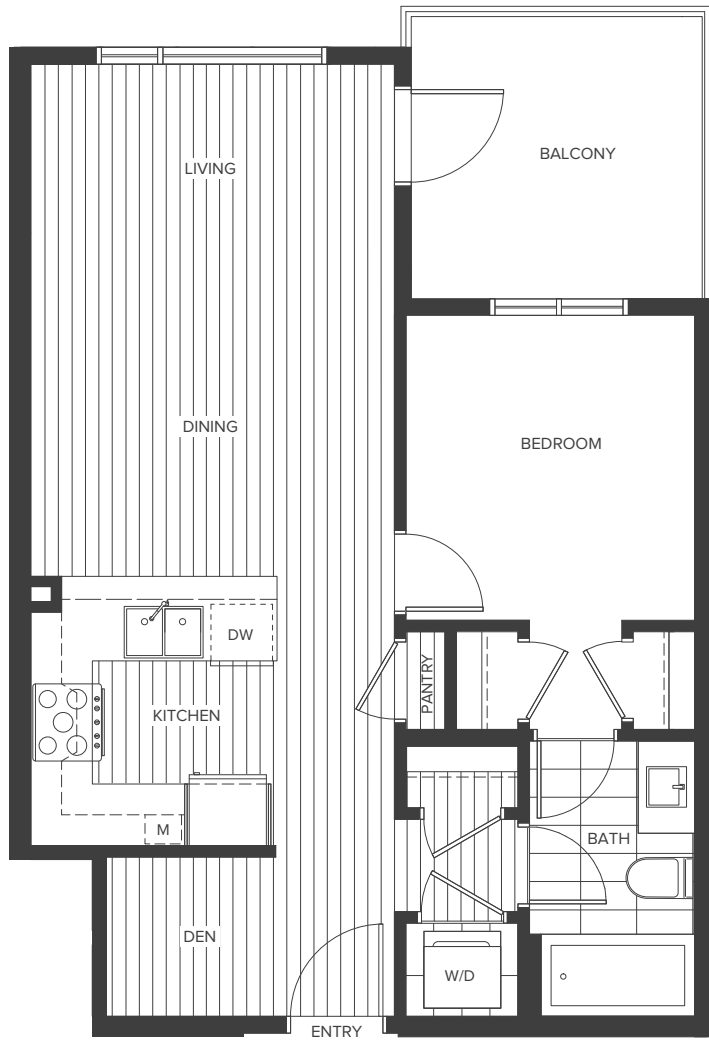 BALCONY
LIVING
DINING
BEDROOM
DW
PANTRY
KITCHEN
M
BATH
DEN
W/D
ENTRY